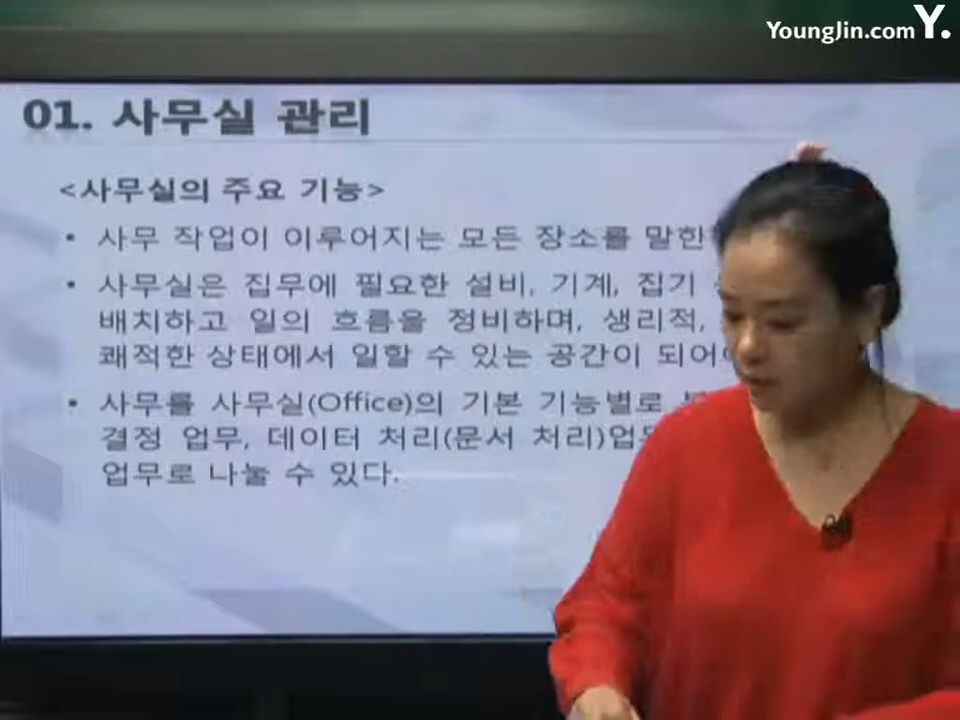 YoungJin.com Y.
01. 사무실 관리
<사무실의 주요 기능>
• 사무 작업이 이루어지는 모든 장소를 말한
• 사무실은 집무에 필요한 설비, 기계, 집기
배치하고 일의 흐름을 정비하며, 생리적,
쾌적한 상태에서 일할 수 있는 공간이 되어
• 사무를 사무실(Office)의 기본 기능별로
결정 업무, 데이터 처리(문서 처리)업
업무로 나눌 수 있다.